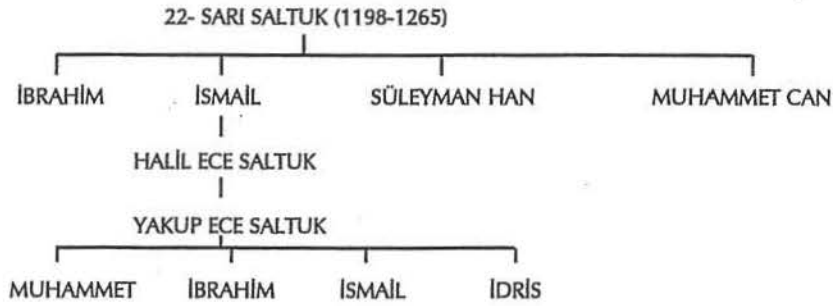 22- SARI SALTUK (1198-1265)
İBRAHİM İSMAİL SÜLEYMAN HAN MUHAMMET CAN
HALİL ECE SALTUK
YAKUP ECE SALTUK
MUHAMMET İBRAHİM İSMAİL İDRİS